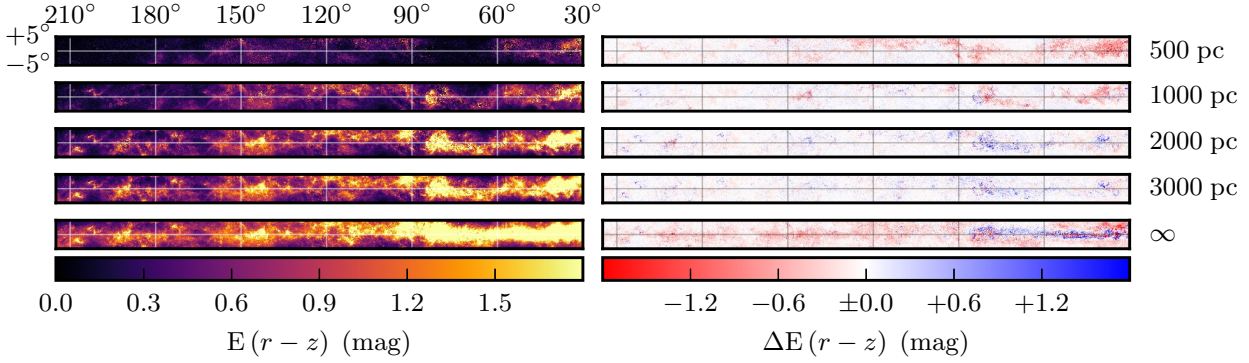 210° 180° 150° 120° 90° 60° 30°
+5°
−5°
500 pc
1000 pc
2000 pc
3000 pc
∞
0.0 0.3 0.6 0.9 1.2 1.5
−1.2 −0.6 ±0.0 +0.6 +1.2
E (r − z) (mag)
ΔE (r − z) (mag)